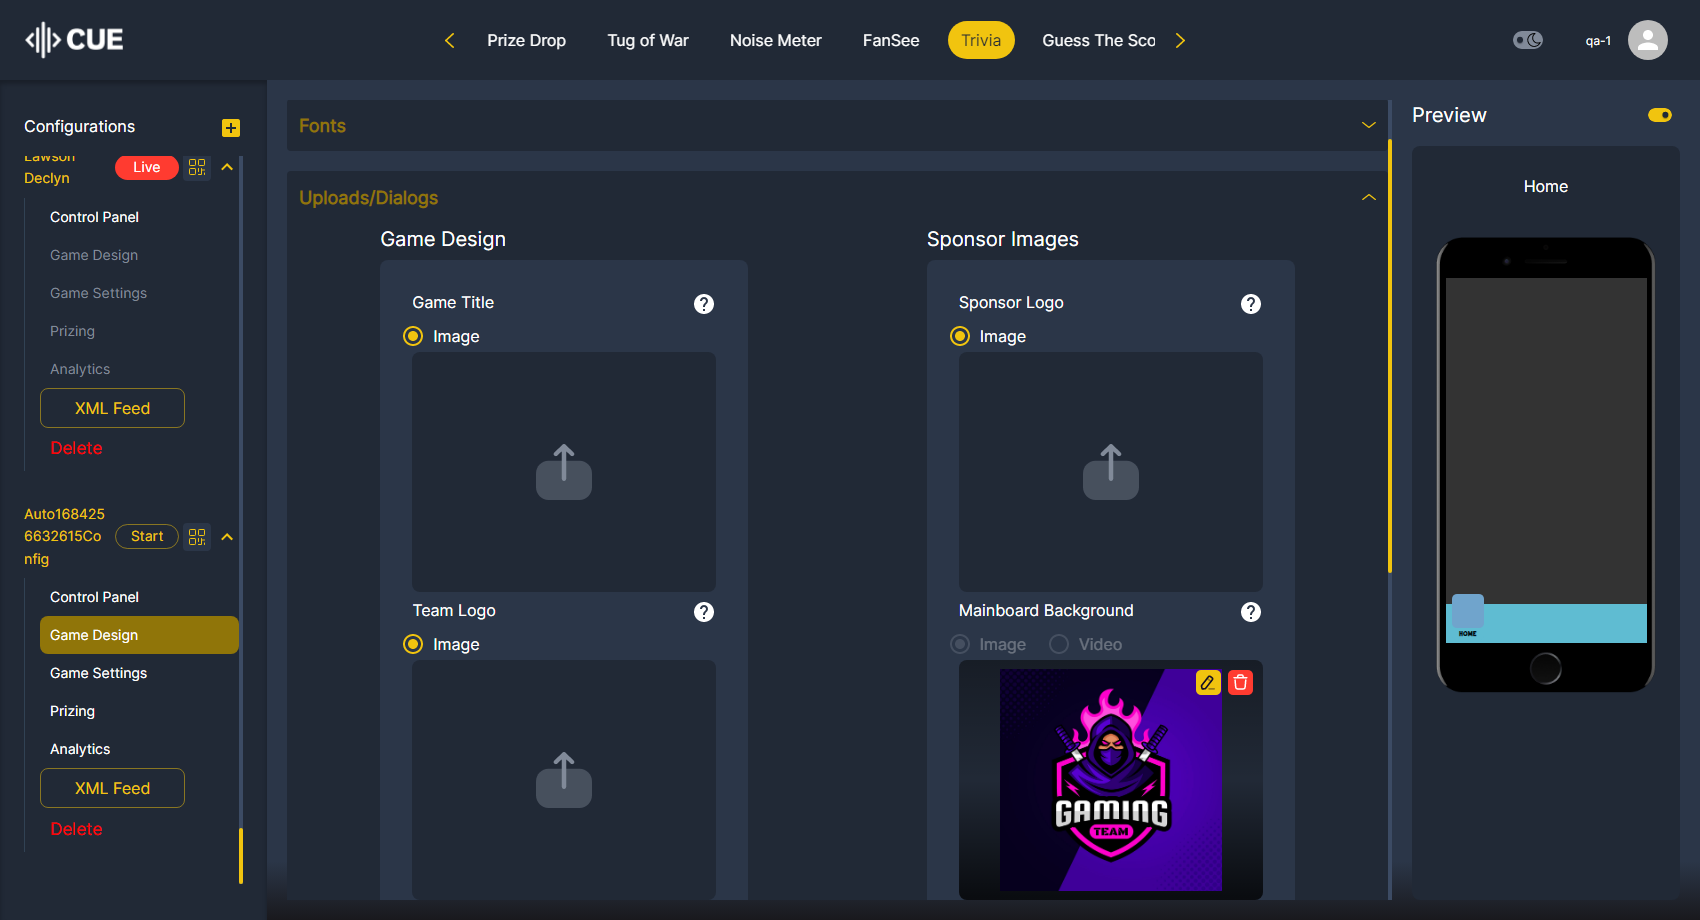 CUE
Prize Drop
Tug of War
Noise Meter
FanSee
Trivia
Guess The Sco
qa-1
Configurations
Lawson
Declyn
Live
Control Panel
Game Design
Game Settings
Prizing
Analytics
XML Feed
Delete
Auto168425
6632615Co
nfig
Start
Control Panel
Game Design
Game Settings
Prizing
Analytics
XML Feed
Delete
Fonts
Uploads/Dialogs
Game Design
Game Title
?
Image
Team Logo
?
Image
Sponsor Images
Sponsor Logo
?
Image
Mainboard Background
?
Image
Video
GAMING
TEAM
Preview
Home
HOME